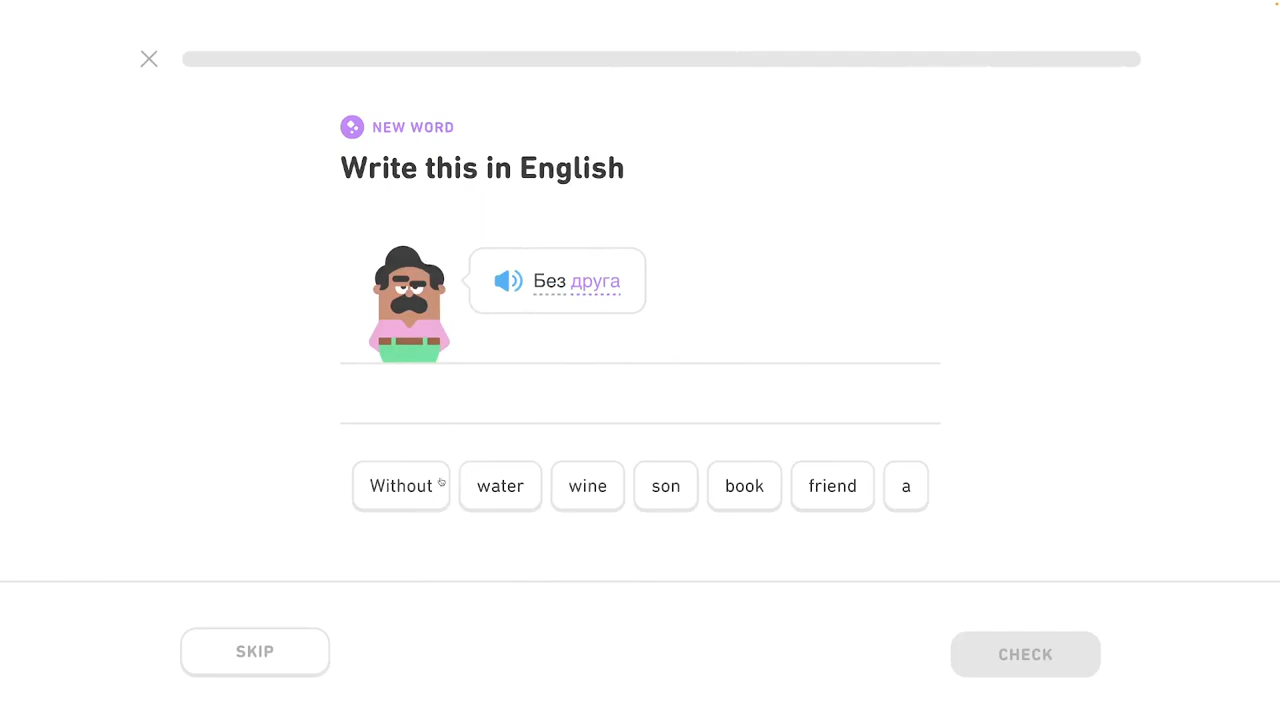 NEW WORD
Write this in English
Без друга
Without water wine son book friend a
SKIP CHECK